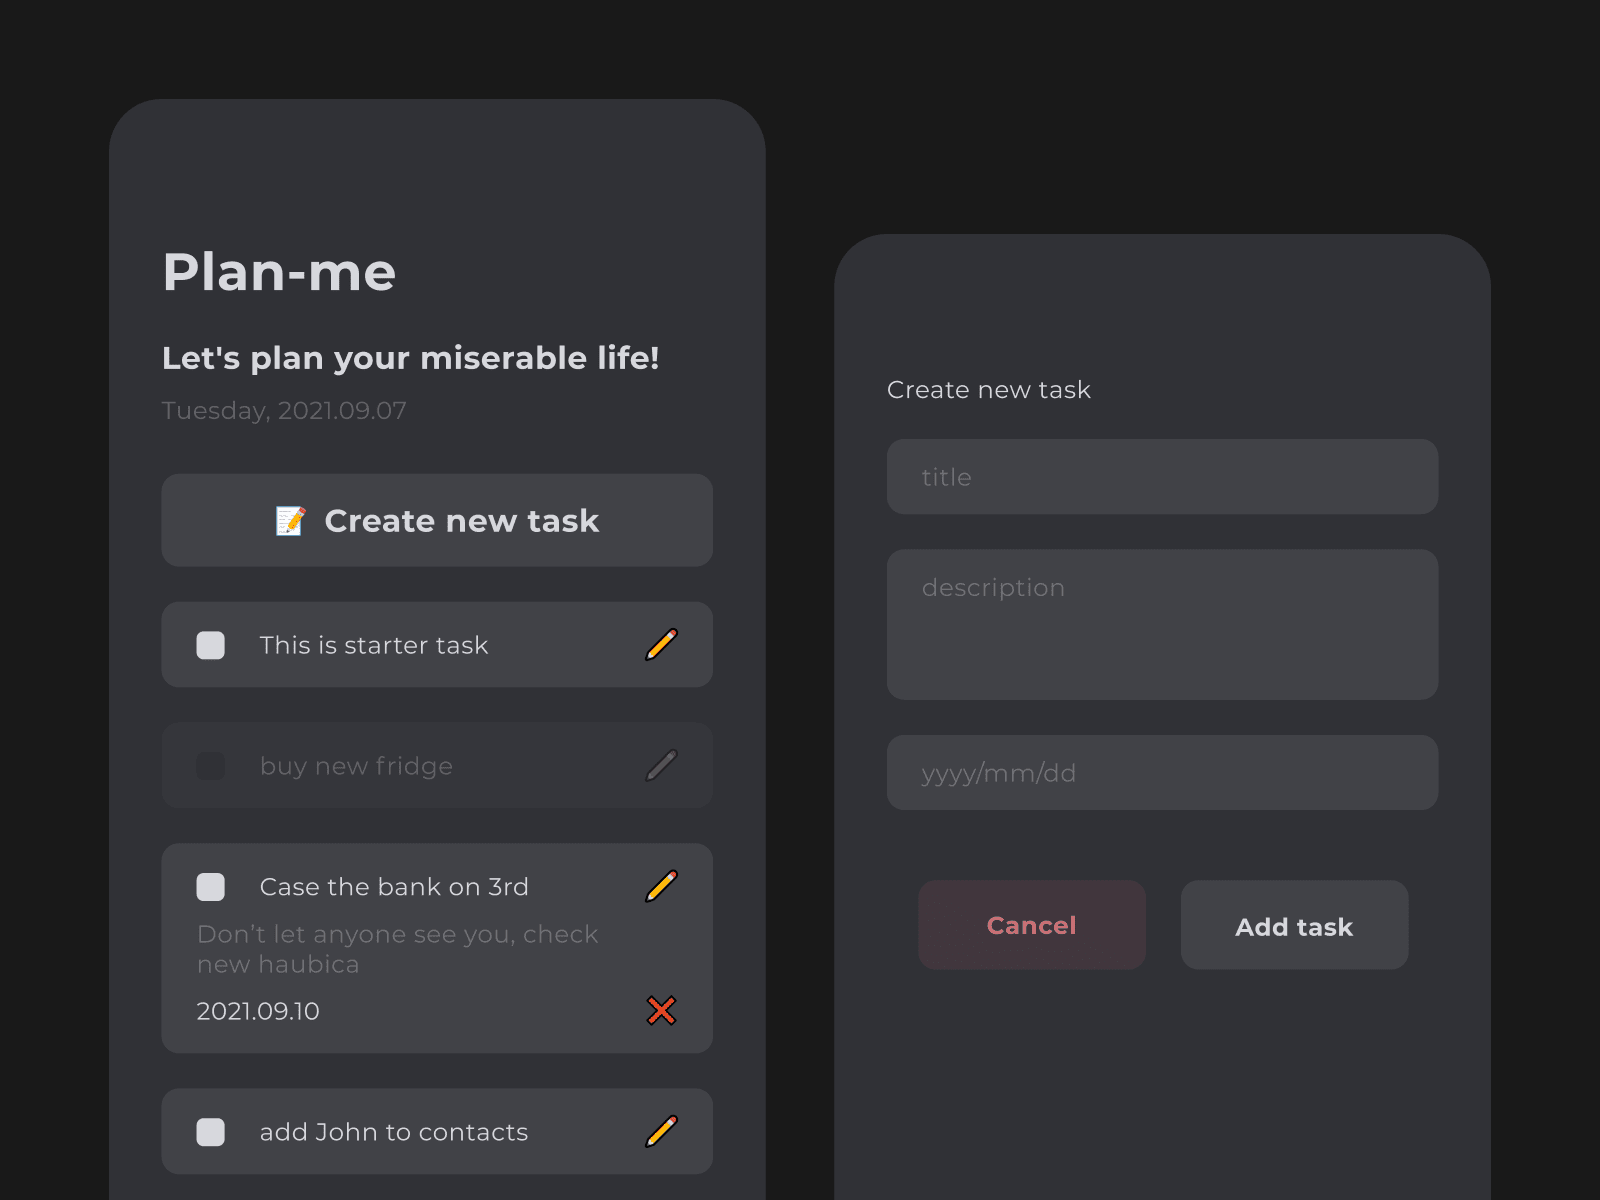 Plan-me
Let's plan your miserable life!
Tuesday, 2021.09.07
Create new task
This is starter task
buy new fridge
Case the bank on 3rd
Don’t let anyone see you, check
new haubica
2021.09.10
add John to contacts
Create new task
title
description
yyyy/mm/dd
Cancel
Add task